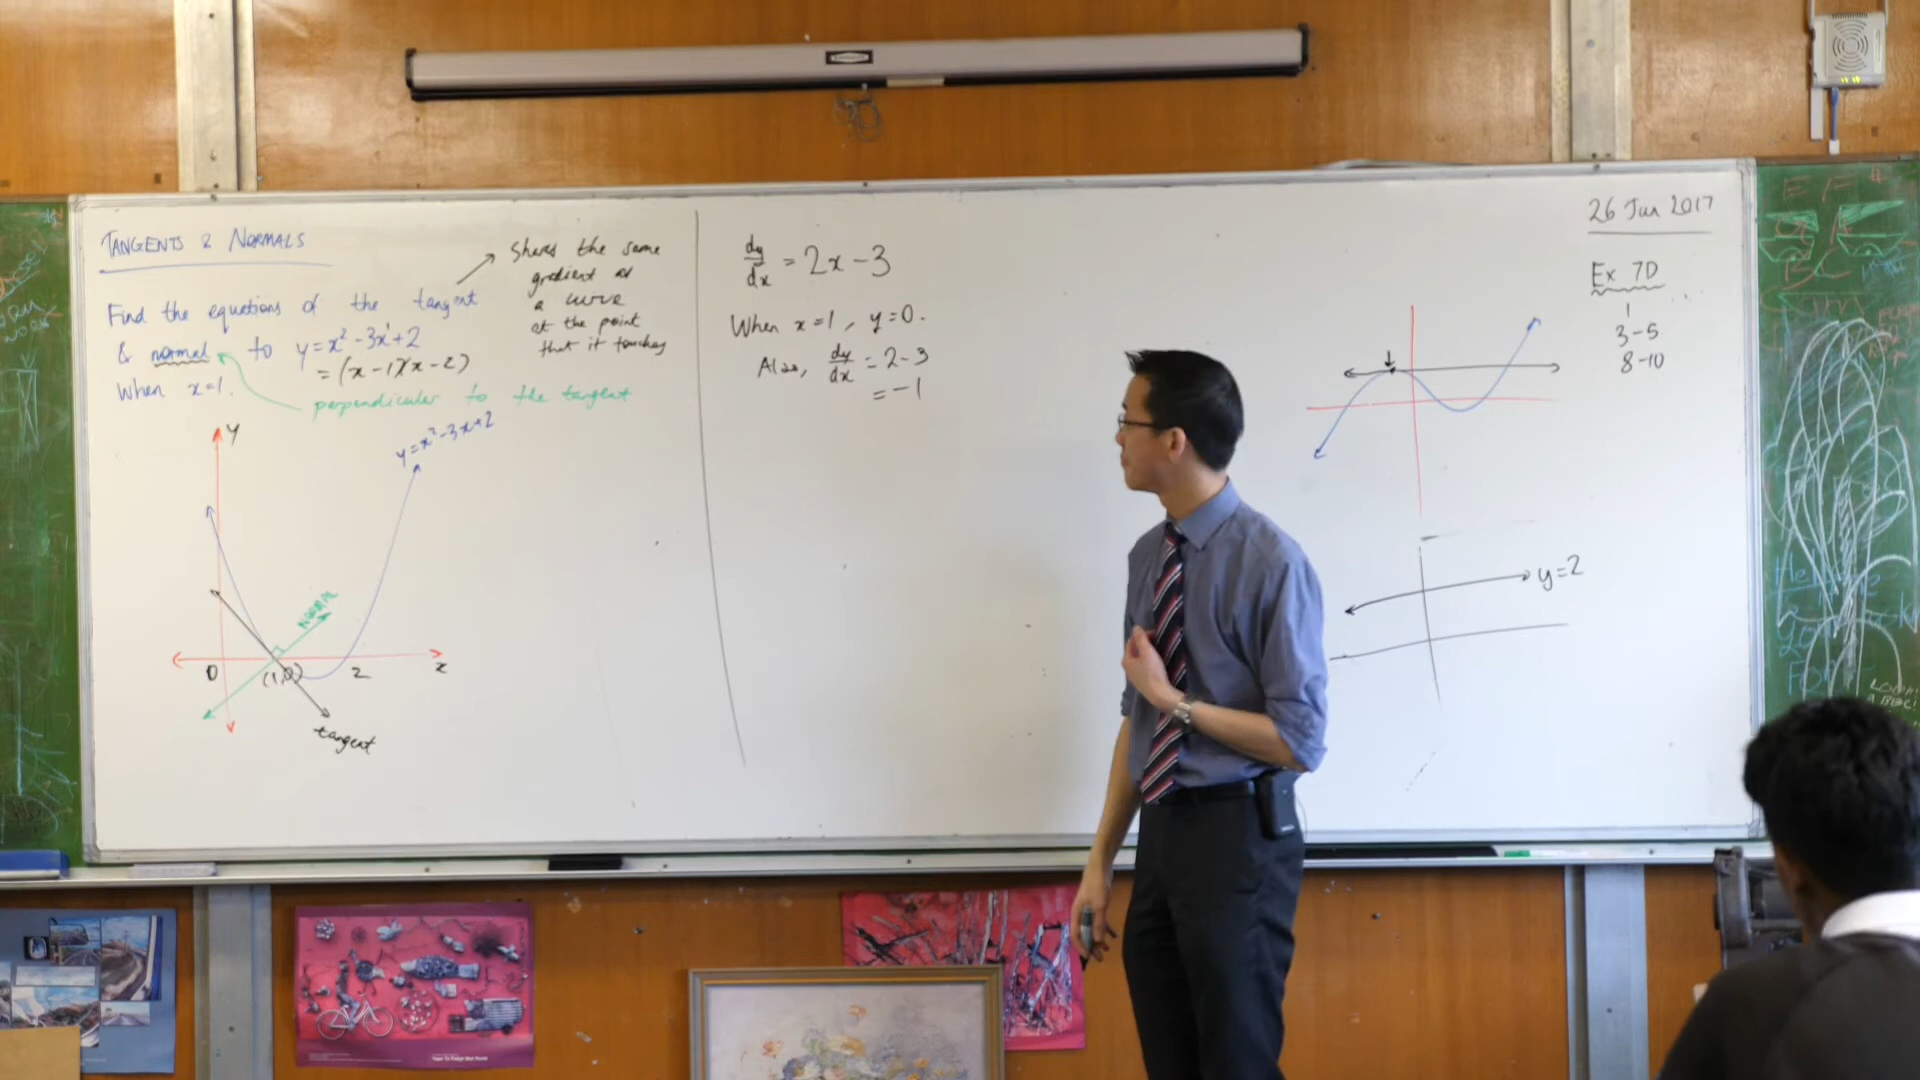 TANGENTS & NORMALS
Find the equations of the tangent
& normal to y = x² - 3x¹ + 2
= (x - 1)(x - 2)
When x = 1.
perpendicular to the tangent
Shares the same
gradient as
a curve
at the point
that it touches
y
y = x² - 3x + 2
NORMAL
0
(1,0)
2
x
tangent
dy/dx = 2x - 3
When x = 1, y = 0.
Also, dy/dx = 2 - 3
= -1
y = 2
26 Jun 2017
Ex 7D
1
3 - 5
8 - 10